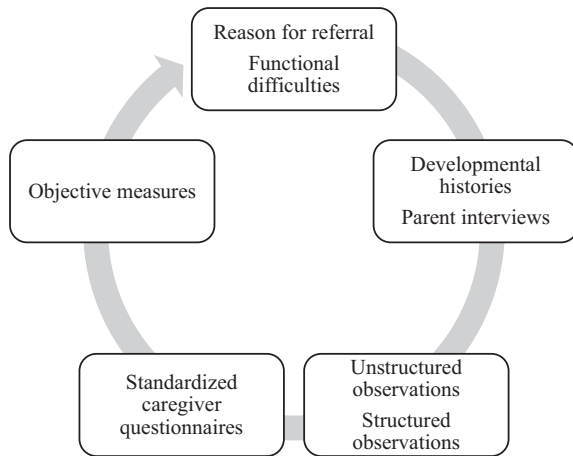 Reason for referral
Functional
difficulties
Developmental
histories
Parent interviews
Unstructured
observations
Structured
observations
Standardized
caregiver
questionnaires
Objective measures